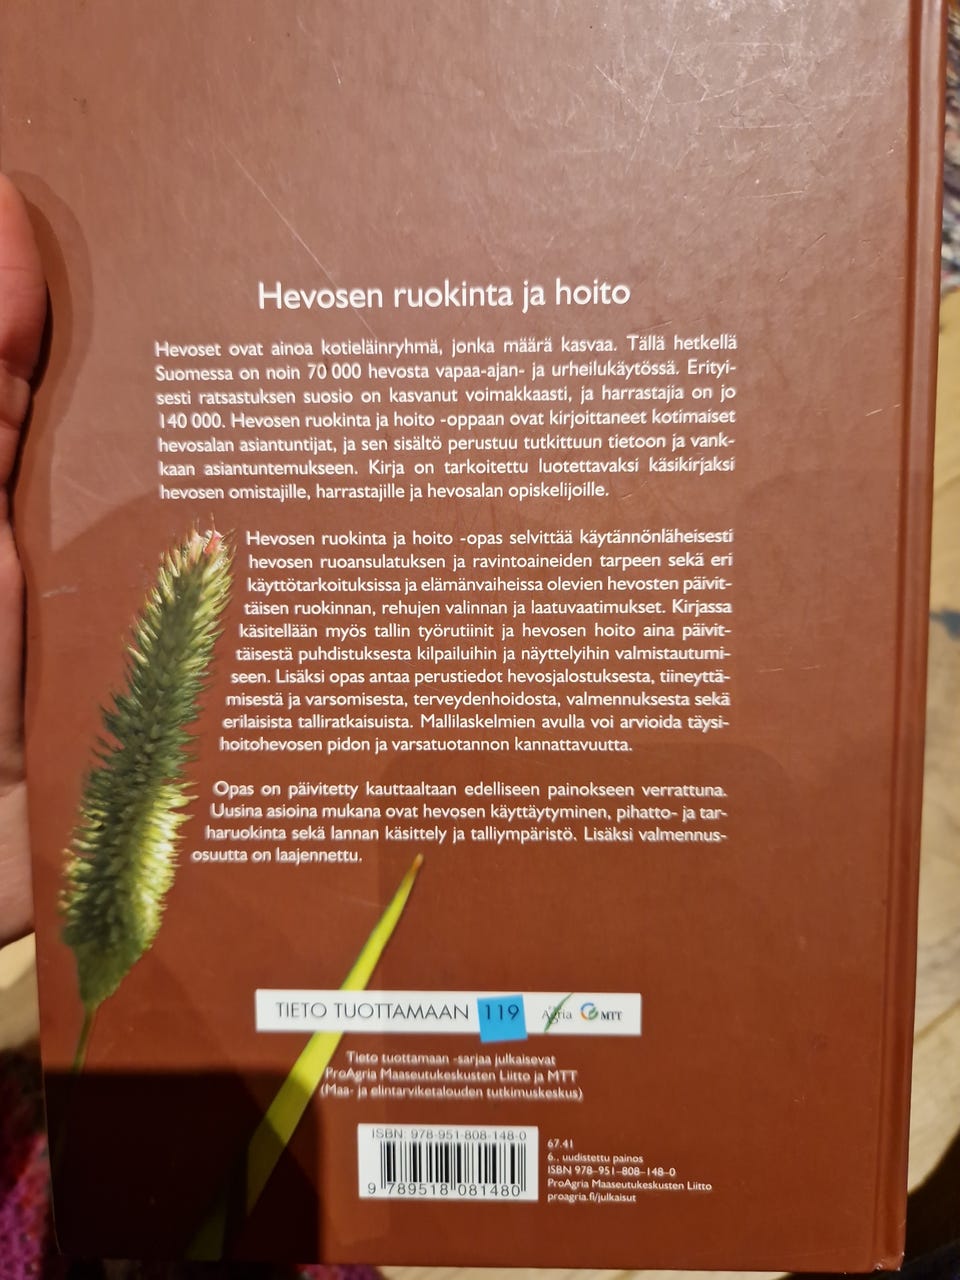 Hevosen ruokinta ja hoito
Hevoset ovat ainoa kotieläinryhmä, jonka määrä kasvaa. Tällä hetkellä
Suomessa on noin 70 000 hevosta vapaa-ajan- ja urheilukäytössä. Erityi-
sesti ratsastuksen suosio on kasvanut voimakkaasti, ja harrastajia on jo
140 000. Hevosen ruokinta ja hoito -oppaan ovat kirjoittaneet kotimaiset
hevosalan asiantuntijat, ja sen sisältö perustuu tutkittuun tietoon ja vank-
kaan asiantuntemukseen. Kirja on tarkoitettu luotettavaksi käsikirjaksi
hevosen omistajille, harrastajille ja hevosalan opiskelijoille.
Hevosen ruokinta ja hoito -opas selvittää käytännönläheisesti
hevosen ruoansulatuksen ja ravintoaineiden tarpeen sekä eri
käyttötarkoituksissa ja elämänvaiheissa olevien hevosten päivit-
täisen ruokinnan, rehujen valinnan ja laatuvaatimukset. Kirjassa
käsitellään myös tallin työrutiinit ja hevosen hoito aina päivit-
täisestä puhdistuksesta kilpailuihin ja näyttelyihin valmistautumi-
seen. Lisäksi opas antaa perustiedot hevosjalostuksesta, tiineyttä-
misestä ja varsomisesta, terveydenhoidosta, valmennuksesta sekä
erilaisista talliratkaisuista. Mallilaskelmien avulla voi arvioida täysi-
hoitohevosen pidon ja varsatuotannon kannattavuutta.
Opas on päivitetty kauttaaltaan edelliseen painokseen verrattuna.
Uusina asioina mukana ovat hevosen käyttäytyminen, pihatto- ja tar-
haruokinta sekä lannan käsittely ja talliympäristö. Lisäksi valmennus-
osuutta on laajennettu.
TIETO TUOTTAMAAN 119 Agria MTT
Tieto tuottamaan -sarjaa julkaisevat
ProAgria Maaseutukeskusten Liitto ja MTT
(Maa- ja elintarviketalouden tutkimuskeskus)
ISBN: 978-951-808-148-0
9 789518 081480
67.41
6., uudistettu painos
ISBN 978-951-808-148-0
ProAgria Maaseutukeskusten Liitto
proagria.fi/julkaisut